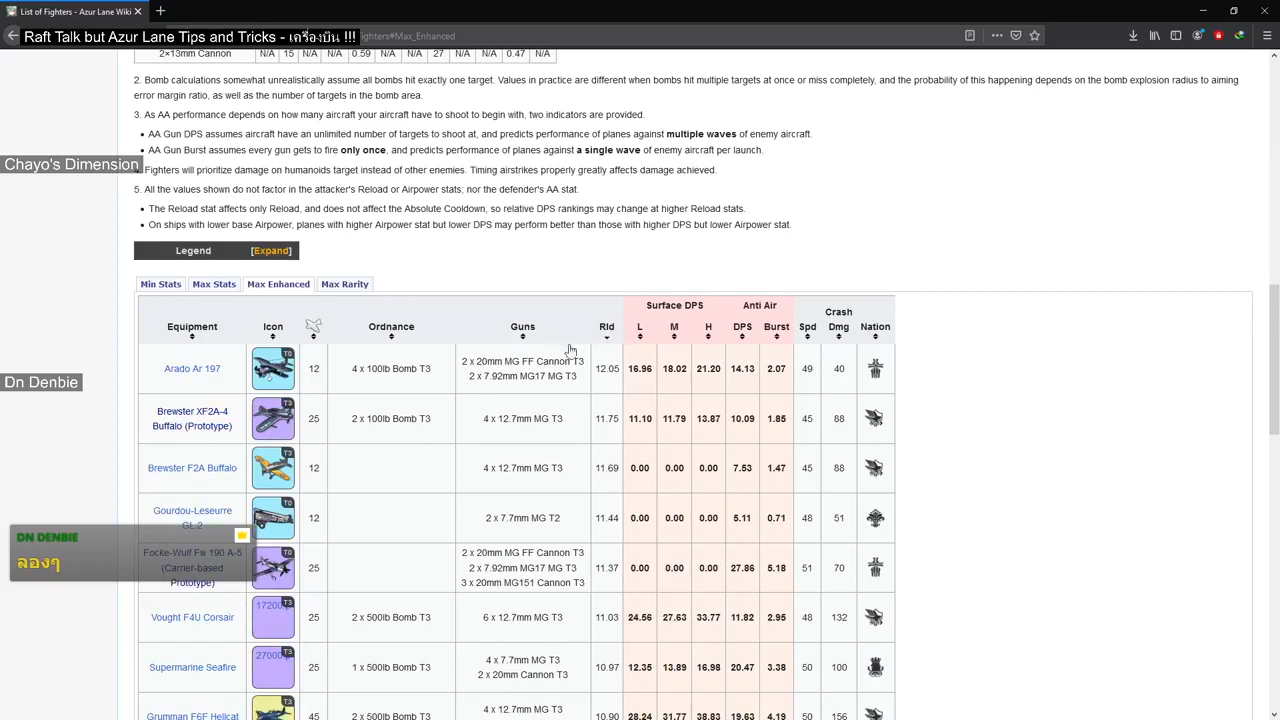 List of Fighters - Azur Lane Wiki
Raft Talk but Azur Lane Tips and Tricks - เครื่องบิน !!!
ighters#Max_Enhanced
2×13mm Cannon N/A 15 N/A 0.59 N/A N/A 27 N/A 0.47 N/A
2. Bomb calculations somewhat unrealistically assume all bombs hit exactly one target. Values in practice are different when bombs hit multiple targets at once or miss completely, and the probability of this happening depends on the bomb explosion radius to aiming
error margin ratio, as well as the number of targets in the bomb area.
3. As AA performance depends on how many aircraft your aircraft have to shoot to begin with, two indicators are provided.
• AA Gun DPS assumes aircraft have an unlimited number of targets to shoot at, and predicts performance of planes against multiple waves of enemy aircraft.
• AA Gun Burst assumes every gun gets to fire only once, and predicts performance of planes against a single wave of enemy aircraft per launch.
Chayo's Dimension
Fighters will prioritize damage on humanoids target instead of other enemies. Timing airstrikes properly greatly affects damage achieved.
5. All the values shown do not factor in the attacker's Reload or Airpower stats; nor the defender's AA stat.
• The Reload stat affects only Reload, and does not affect the Absolute Cooldown, so relative DPS rankings may change at higher Reload stats.
• On ships with lower base Airpower, planes with higher Airpower stat but lower DPS may perform better than those with higher DPS but lower Airpower stat.
Legend [Expand]
Min Stats Max Stats Max Enhanced Max Rarity
Surface DPS Anti Air Crash
Equipment Icon Ordnance Guns Rld L M H DPS Burst Spd Dmg Nation
Arado Ar 197 T0 12 4 x 100lb Bomb T3 2 x 20mm MG FF Cannon T3 12.05 16.96 18.02 21.20 14.13 2.07 49 40
2 x 7.92mm MG17 MG T3
Dn Denbie
Brewster XF2A-4 T3 25 2 x 100lb Bomb T3 4 x 12.7mm MG T3 11.75 11.10 11.79 13.87 10.09 1.85 45 88
Buffalo (Prototype)
Brewster F2A Buffalo T3 12 4 x 12.7mm MG T3 11.69 0.00 0.00 0.00 7.53 1.47 45 88
Gourdou-Leseurre T0 12 2 x 7.7mm MG T2 11.44 0.00 0.00 0.00 5.11 0.71 48 51
GL.2
DN DENBIE
ลองๆ
Focke-Wulf Fw 190 A-5 T0 25 2 x 20mm MG FF Cannon T3 11.37 0.00 0.00 0.00 27.86 5.18 51 70
(Carrier-based 2 x 7.92mm MG17 MG T3
Prototype) 3 x 20mm MG151 Cannon T3
Vought F4U Corsair T3 25 2 x 500lb Bomb T3 6 x 12.7mm MG T3 11.03 24.56 27.63 33.77 11.82 2.95 48 132
Supermarine Seafire T3 25 1 x 500lb Bomb T3 4 x 7.7mm MG T3 10.97 12.35 13.89 16.98 20.47 3.38 50 100
2 x 20mm Cannon T3
Grumman F6F Hellcat T3 45 2 x 500lb Bomb T3 4 x 12.7mm MG T3 10.90 28.24 31.77 38.83 19.63 4.19 50 156